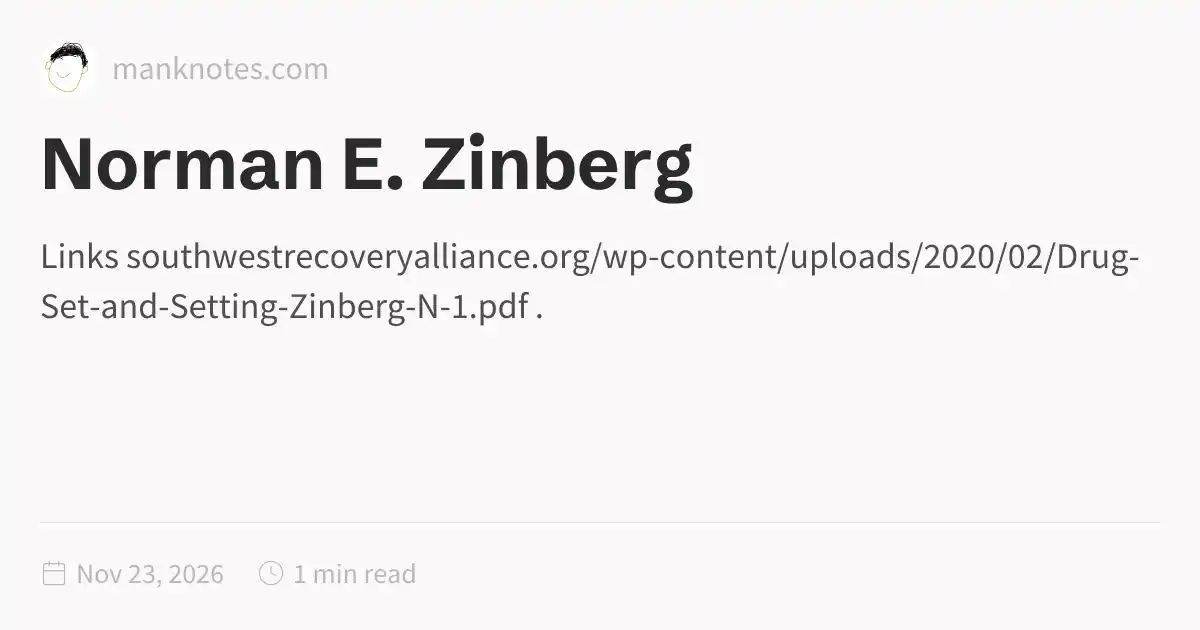 manknotes.com
Norman E. Zinberg
Links southwestrecoveryalliance.org/wp-content/uploads/2020/02/Drug-
Set-and-Setting-Zinberg-N-1.pdf .
Nov 23, 2026 1 min read